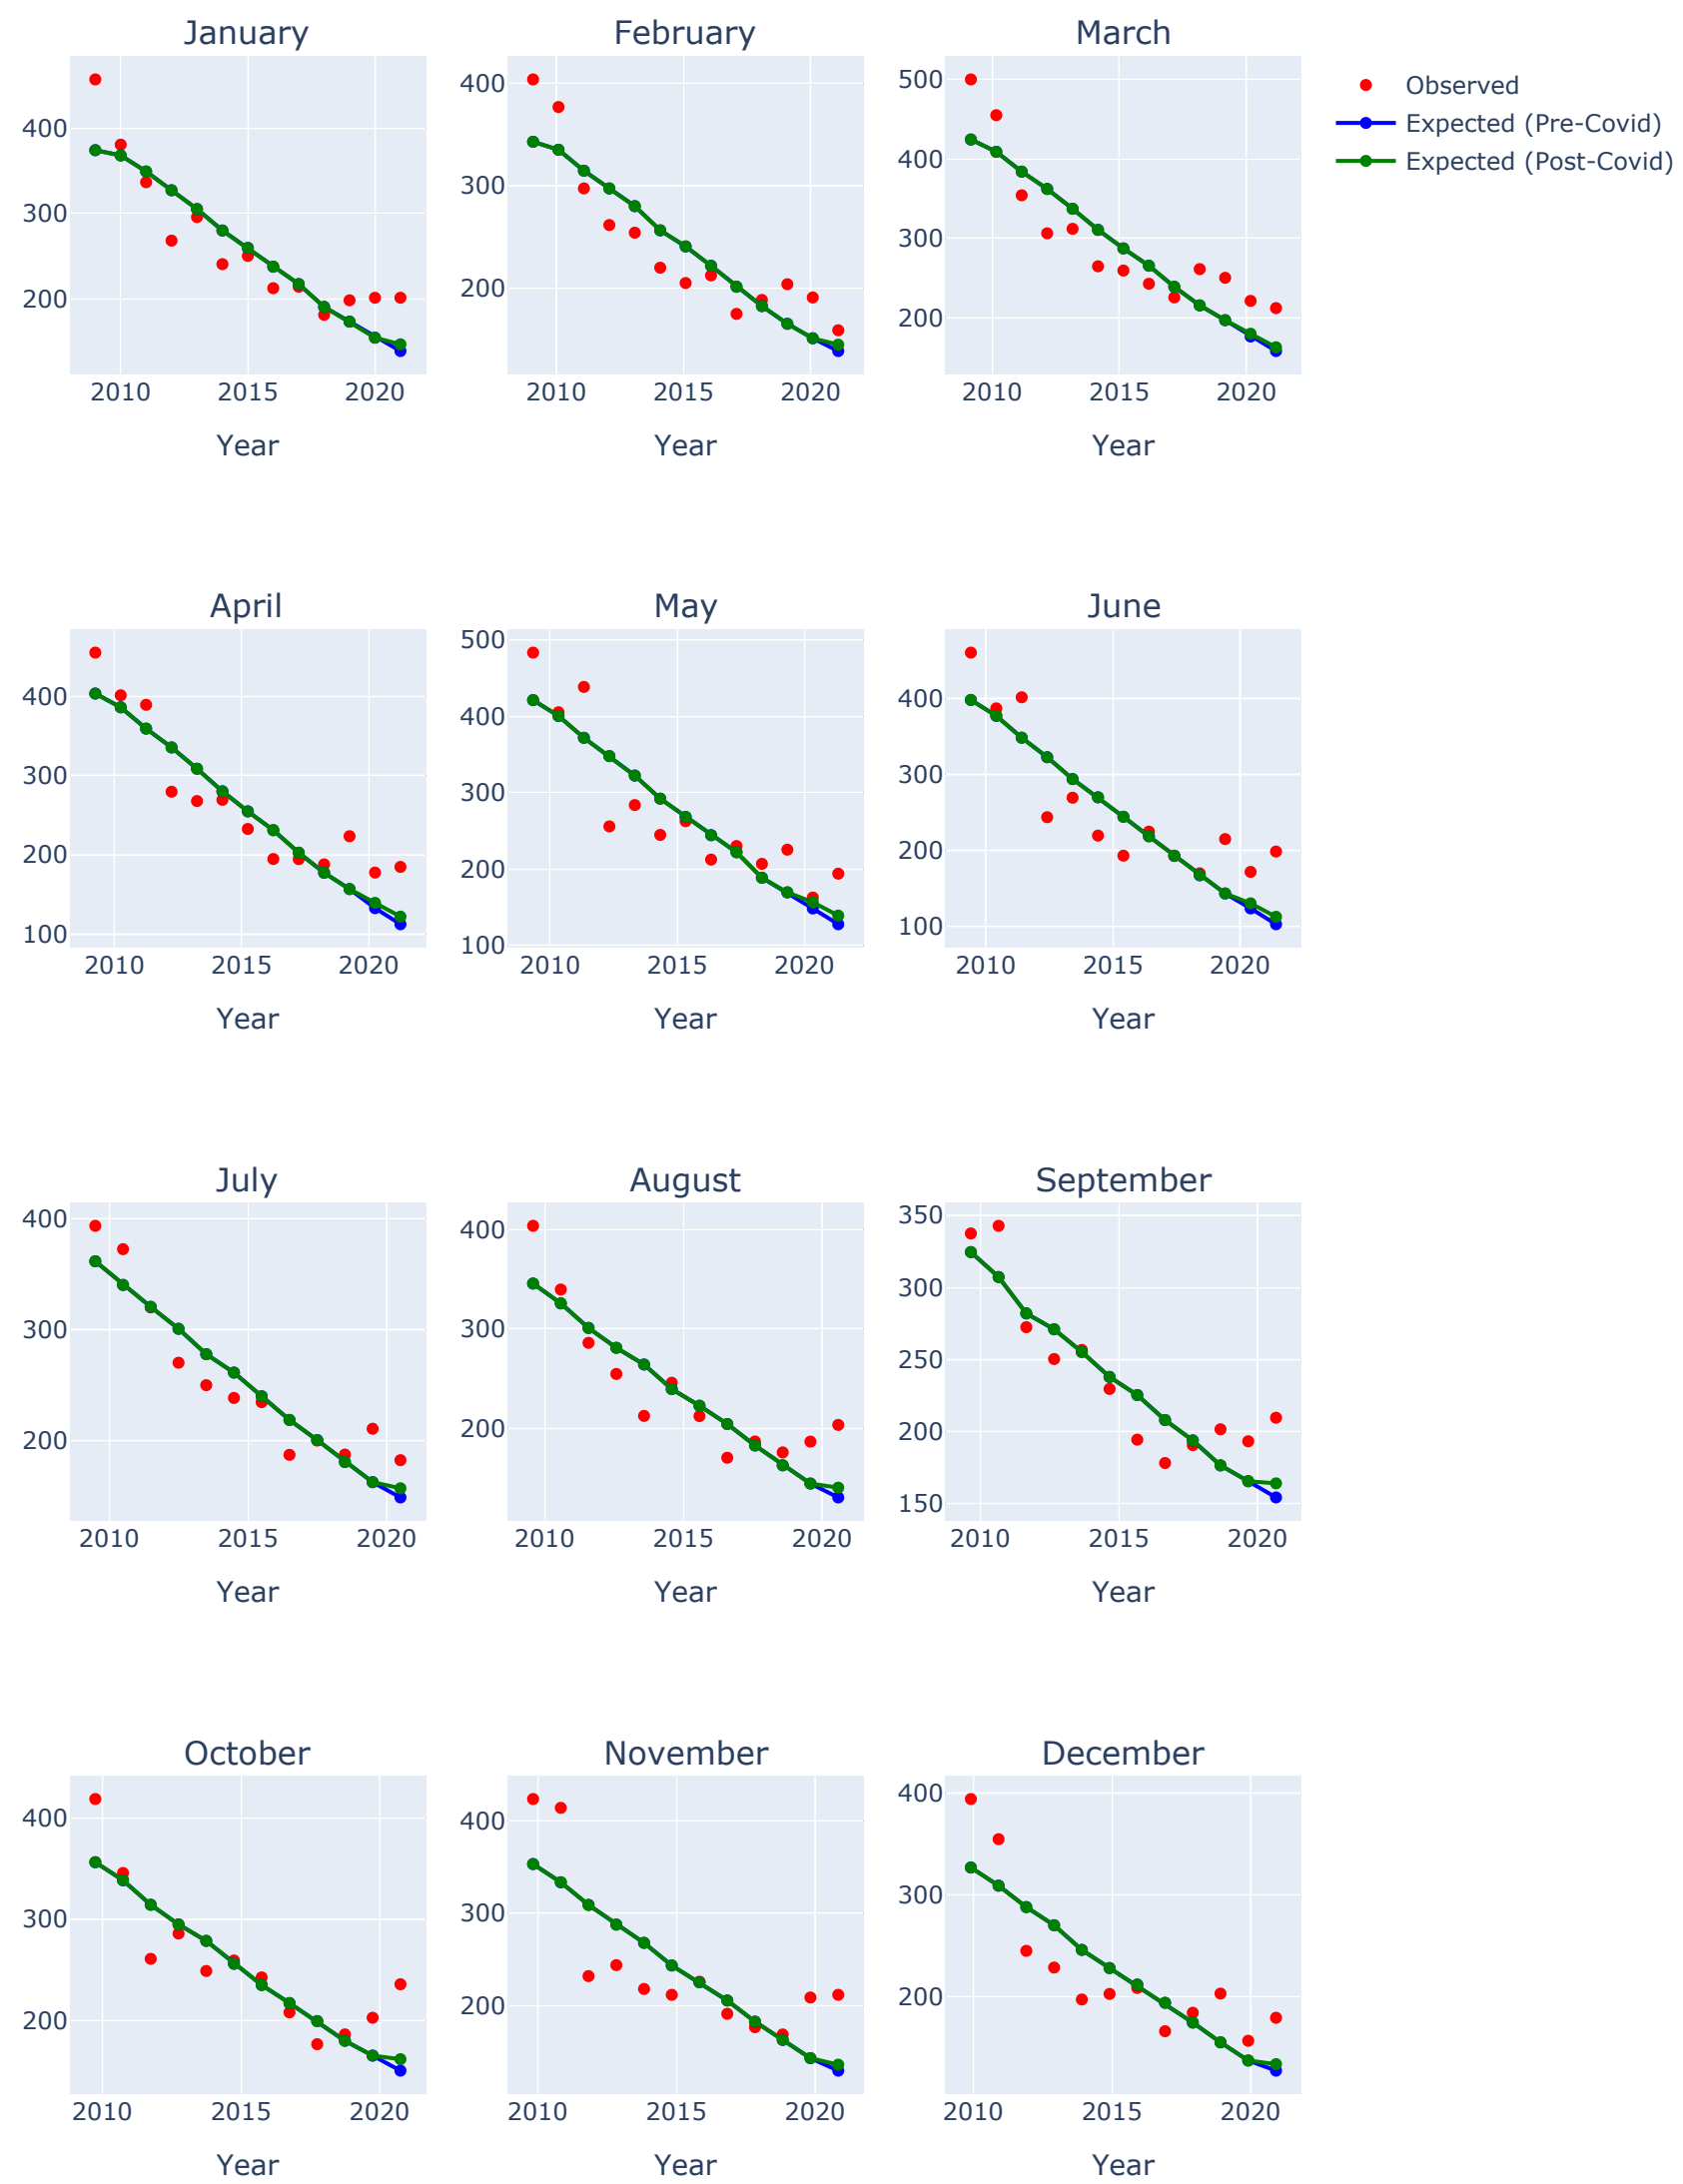 January
February
March
400
300
200
2010
2015
2020
Year
400
300
200
2010
2015
2020
Year
500
400
300
200
2010
2015
2020
Year
Observed
Expected (Pre-Covid)
Expected (Post-Covid)
April
May
June
400
300
200
100
2010
2015
2020
Year
500
400
300
200
100
2010
2015
2020
Year
400
300
200
100
2010
2015
2020
Year
July
August
September
400
300
200
2010
2015
2020
Year
400
300
200
2010
2015
2020
Year
350
300
250
200
150
2010
2015
2020
Year
October
November
December
400
300
200
2010
2015
2020
Year
400
300
200
2010
2015
2020
Year
400
300
200
2010
2015
2020
Year